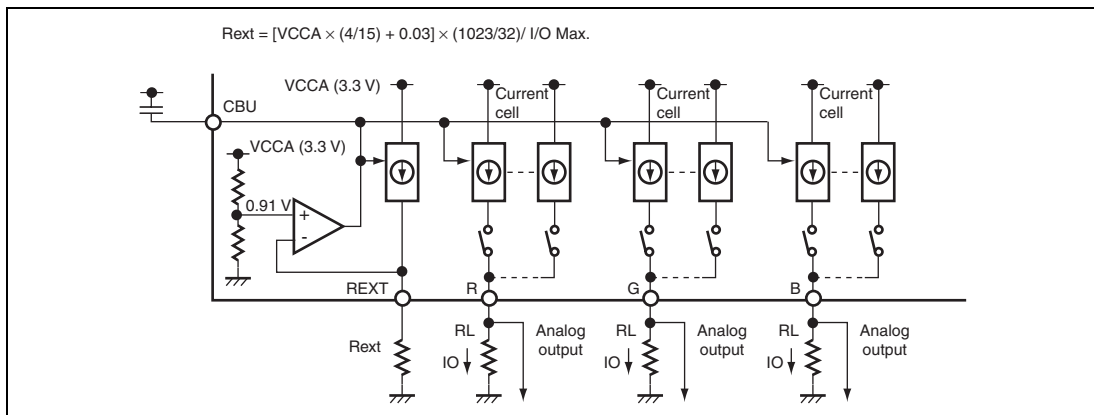 Rext = [VCCA × (4/15) + 0.03] × (1023/32)/ I/O Max.
VCCA (3.3 V)
Current
cell
Current
cell
Current
cell
CBU
VCCA (3.3 V)
0.91 V
+
-
REXT
R
G
B
Rext
RL
IO
Analog
output
RL
IO
Analog
output
RL
IO
Analog
output